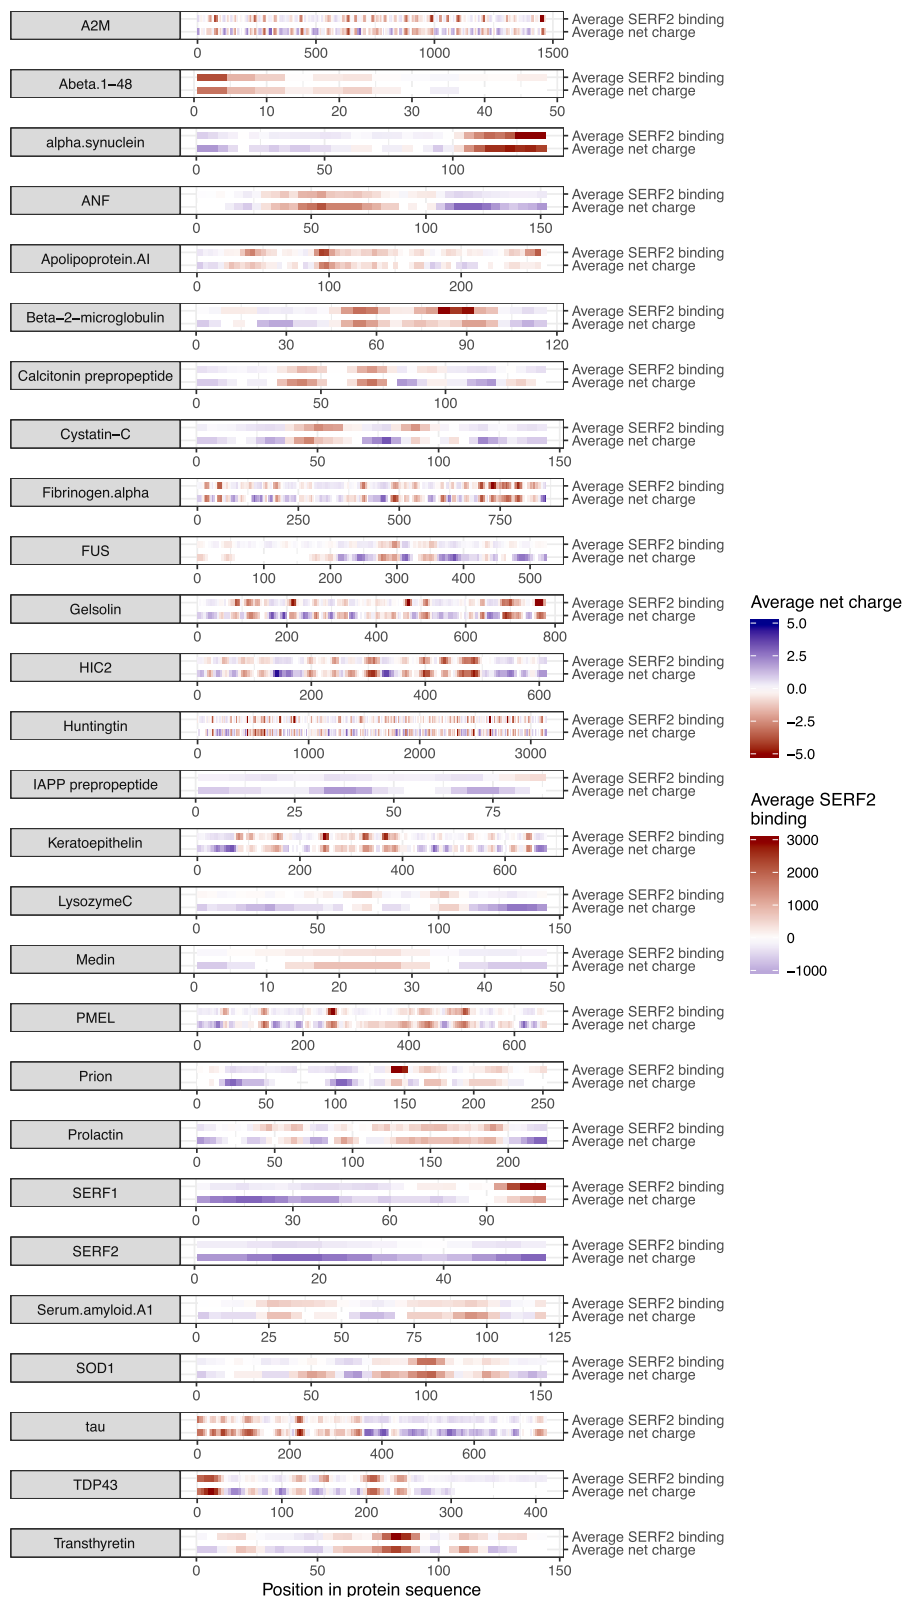 A2M
Average SERF2 binding
Average net charge
0 500 1000 1500
Abeta.1−48
Average SERF2 binding
Average net charge
0 10 20 30 40 50
alpha.synuclein
Average SERF2 binding
Average net charge
0 50 100
ANF
Average SERF2 binding
Average net charge
0 50 100 150
Apolipoprotein.AI
Average SERF2 binding
Average net charge
0 100 200
Beta−2−microglobulin
Average SERF2 binding
Average net charge
0 30 60 90 120
Calcitonin prepropeptide
Average SERF2 binding
Average net charge
0 50 100
Cystatin−C
Average SERF2 binding
Average net charge
0 50 100 150
Fibrinogen.alpha
Average SERF2 binding
Average net charge
0 250 500 750
FUS
Average SERF2 binding
Average net charge
0 100 200 300 400 500
Gelsolin
Average SERF2 binding
Average net charge
0 200 400 600 800
HIC2
Average SERF2 binding
Average net charge
0 200 400 600
Huntingtin
Average SERF2 binding
Average net charge
0 1000 2000 3000
IAPP prepropeptide
Average SERF2 binding
Average net charge
0 25 50 75
Keratoepithelin
Average SERF2 binding
Average net charge
0 200 400 600
LysozymeC
Average SERF2 binding
Average net charge
0 50 100 150
Medin
Average SERF2 binding
Average net charge
0 10 20 30 40 50
PMEL
Average SERF2 binding
Average net charge
0 200 400 600
Prion
Average SERF2 binding
Average net charge
0 50 100 150 200 250
Prolactin
Average SERF2 binding
Average net charge
0 50 100 150 200
SERF1
Average SERF2 binding
Average net charge
0 30 60 90
SERF2
Average SERF2 binding
Average net charge
0 20 40
Serum.amyloid.A1
Average SERF2 binding
Average net charge
0 25 50 75 100 125
SOD1
Average SERF2 binding
Average net charge
0 50 100 150
tau
Average SERF2 binding
Average net charge
0 200 400 600
TDP43
Average SERF2 binding
Average net charge
0 100 200 300 400
Transthyretin
Average SERF2 binding
Average net charge
0 50 100 150
Position in protein sequence
Average net charge
5.0
2.5
0.0
−2.5
−5.0
Average SERF2
binding
3000
2000
1000
0
−1000